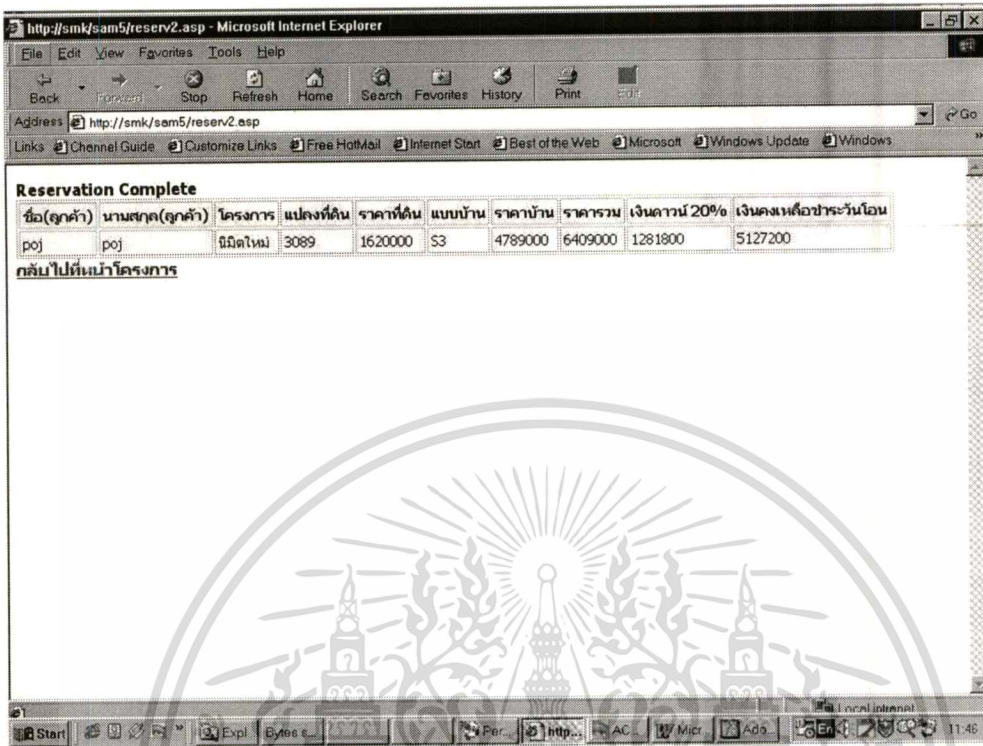 http://smk/sam5/reserv2.asp - Microsoft Internet Explorer
File Edit View Favorites Tools Help
Back Forward Stop Refresh Home Search Favorites History Print Edit
Address http://smk/sam5/reserv2.asp Go
Links Channel Guide Customize Links Free HotMail Internet Start Best of the Web Microsoft Windows Update Windows
Reservation Complete
ชื่อ(ลูกค้า) นามสกุล(ลูกค้า) โครงการ แปลงที่ดิน ราคาที่ดิน แบบบ้าน ราคาบ้าน ราคารวม เงินดาวน์ 20% เงินคงเหลือชำระวันโอน
poj poj นิมิตใหม่ 3089 1620000 S3 4789000 6409000 1281800 5127200
กลับไปที่หน้าโครงการ
Local intranet
Start Expl Bytes s... Per... http... AC... Micr... Ado... En 11:46